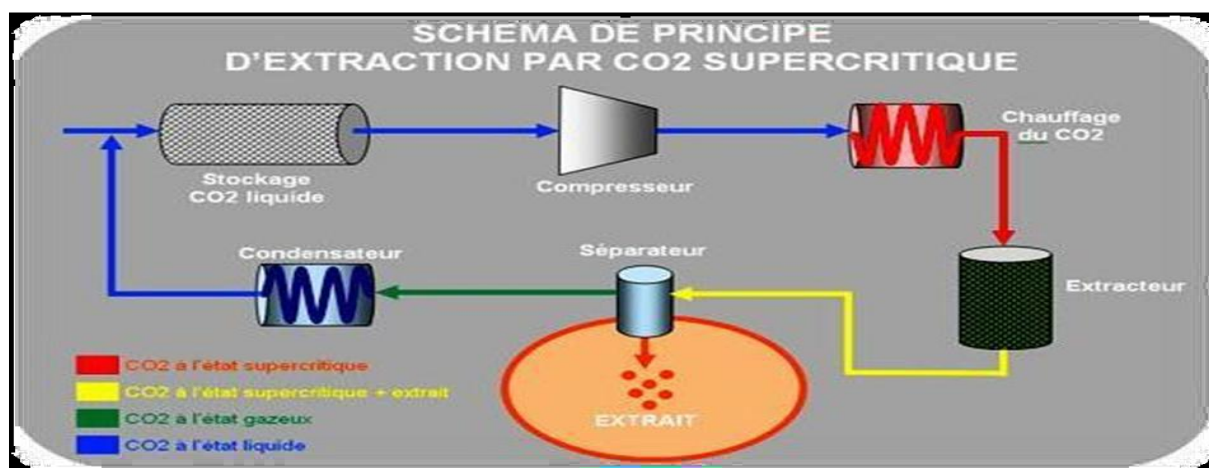 SCHEMA DE PRINCIPE
D'EXTRACTION PAR CO2 SUPERCRITIQUE
Stockage
CO2 liquide
Compresseur
Chauffage
du CO2
Condensateur
Séparateur
Extracteur
EXTRAIT
CO2 à l'état supercritique
CO2 à l'état supercritique + extrait
CO2 à l'état gazeux
CO2 à l'état liquide